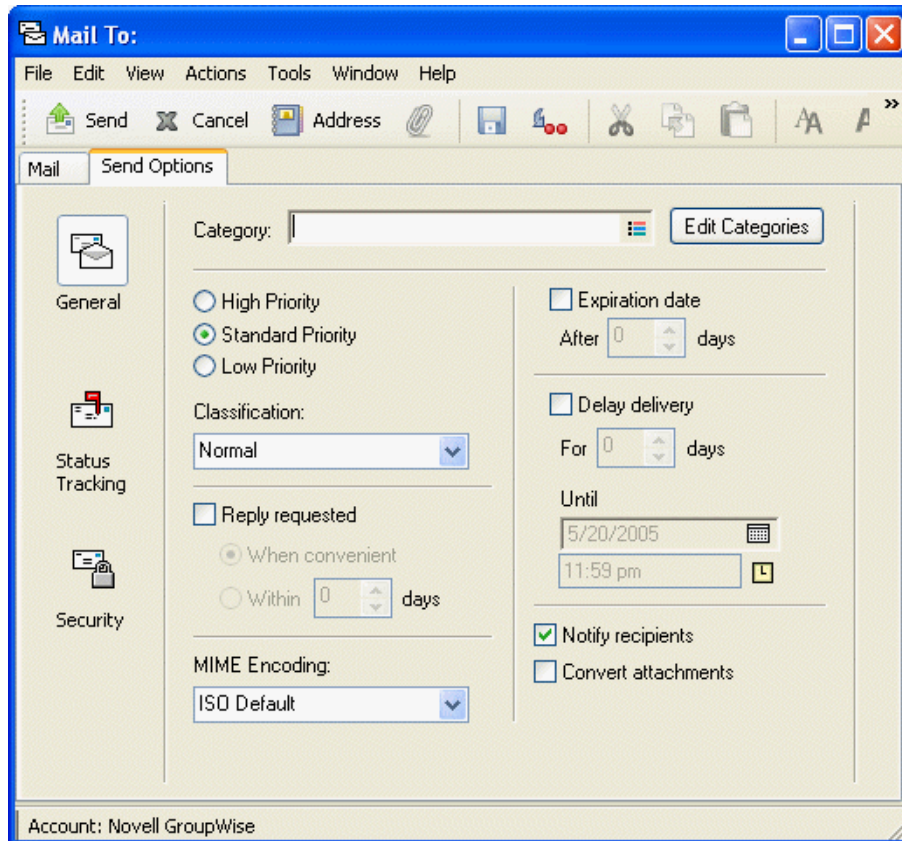 Mail To:
File Edit View Actions Tools Window Help
Send Cancel Address
Mail Send Options
Category: Edit Categories
General
High Priority
Standard Priority
Low Priority
Classification:
Normal
Reply requested
When convenient
Within 0 days
MIME Encoding:
ISO Default
Expiration date
After 0 days
Delay delivery
For 0 days
Until
5/20/2005
11:59 pm
Notify recipients
Convert attachments
Status
Tracking
Security
Account: Novell GroupWise